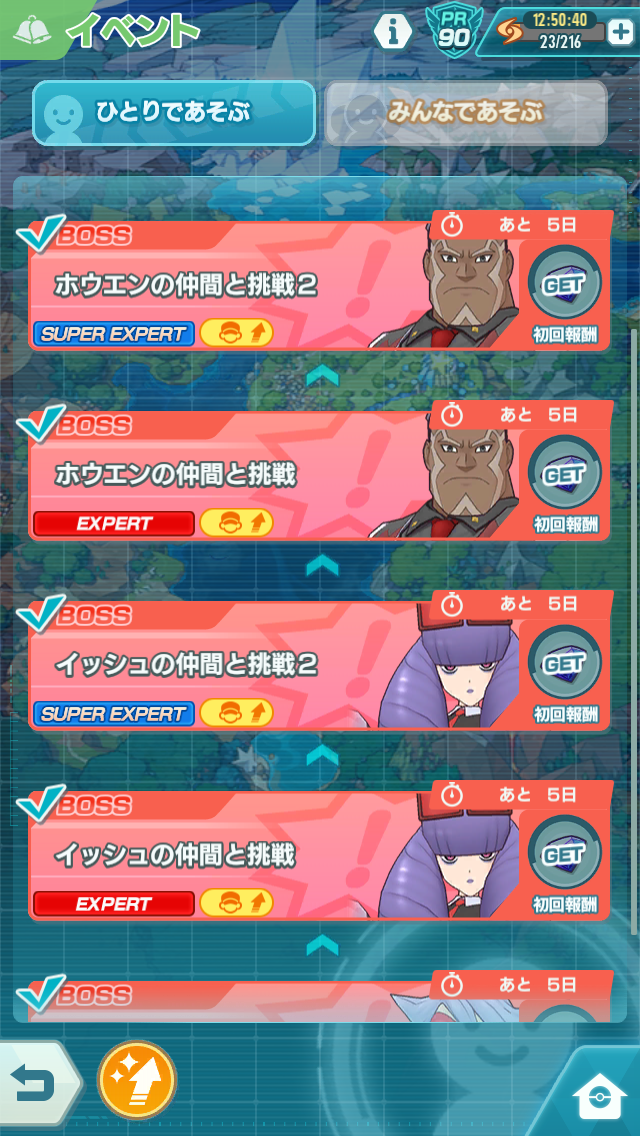 イベント
PR
90
12:50:40
23/216
ひとりであそぶ
みんなであそぶ
BOSS
あと 5日
ホウエンの仲間と挑戦2
GET
SUPER EXPERT
初回報酬
BOSS
あと 5日
ホウエンの仲間と挑戦
GET
EXPERT
初回報酬
BOSS
あと 5日
イッシュの仲間と挑戦2
GET
SUPER EXPERT
初回報酬
BOSS
あと 5日
イッシュの仲間と挑戦
GET
EXPERT
初回報酬
BOSS
あと 5日